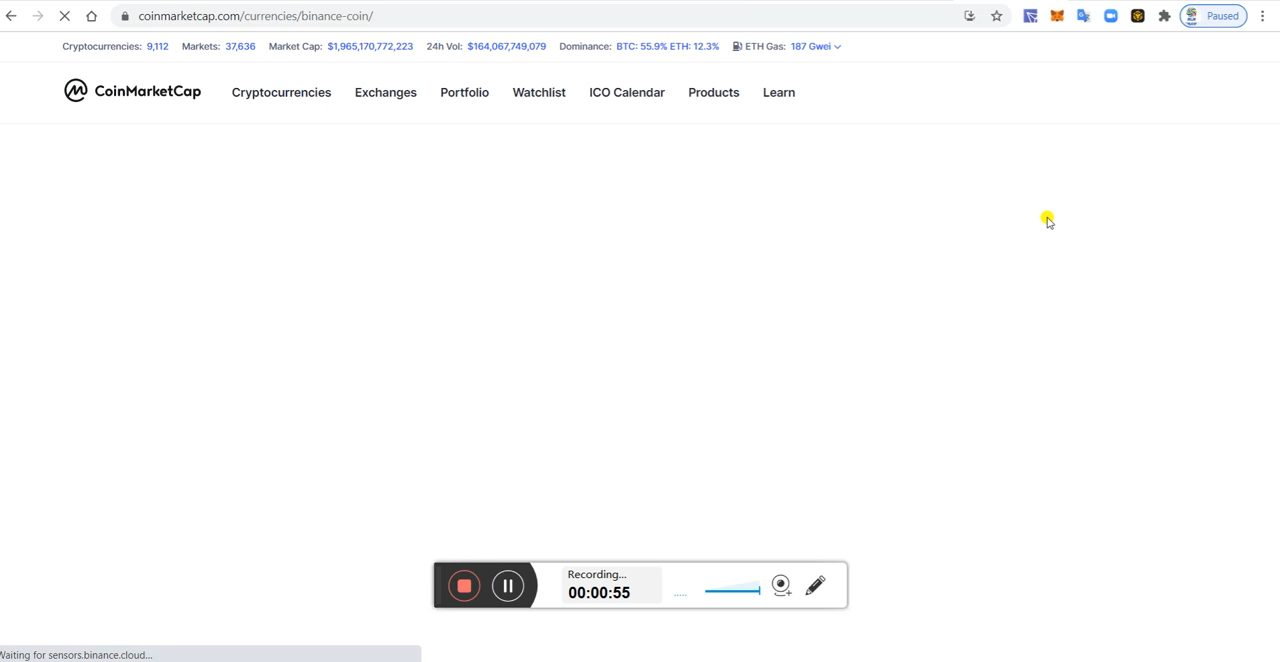 coinmarketcap.com/currencies/binance-coin/
Paused
Cryptocurrencies: 9,112 Markets: 37,636 Market Cap: $1,965,170,772,223 24h Vol: $164,067,749,079 Dominance: BTC: 55.9% ETH: 12.3% ETH Gas: 187 Gwei
CoinMarketCap Cryptocurrencies Exchanges Portfolio Watchlist ICO Calendar Products Learn
Recording...
00:00:55
Waiting for sensors.binance.cloud...